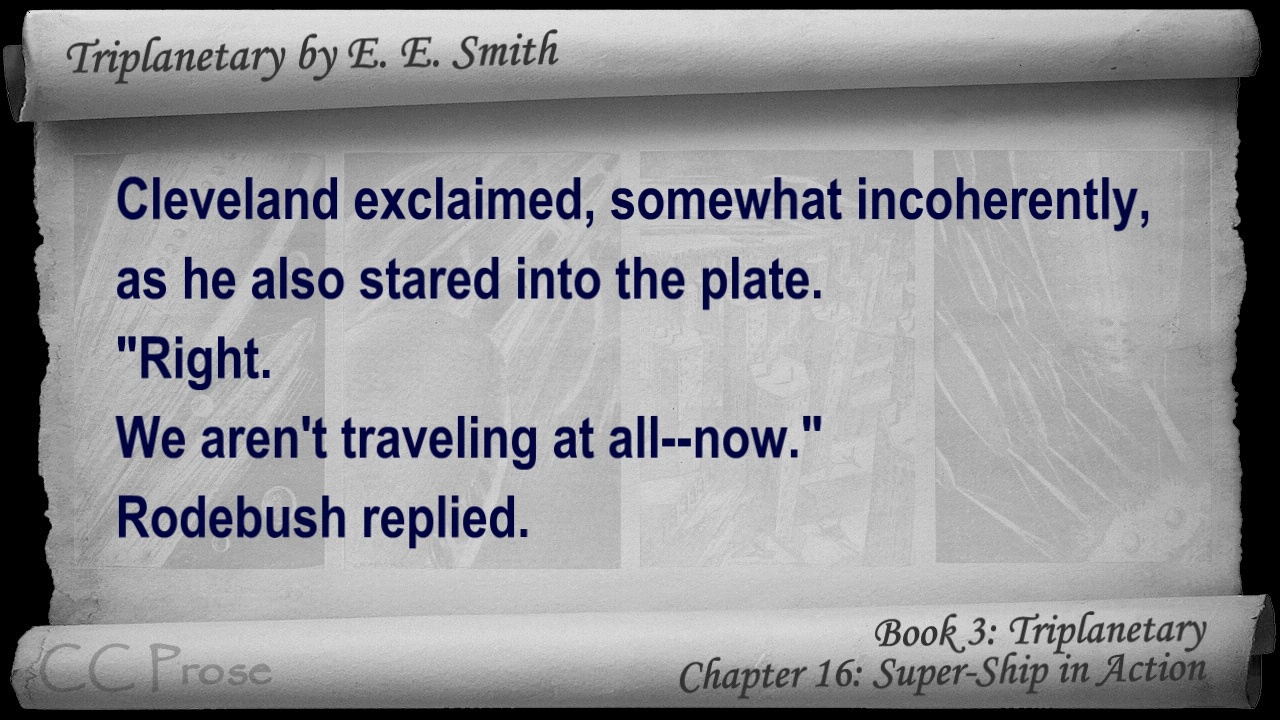 Triplanetary by E. E. Smith
Cleveland exclaimed, somewhat incoherently,
as he also stared into the plate.
"Right.
We aren't traveling at all--now."
Rodebush replied.
CC Prose
Book 3: Triplanetary
Chapter 16: Super-Ship in Action